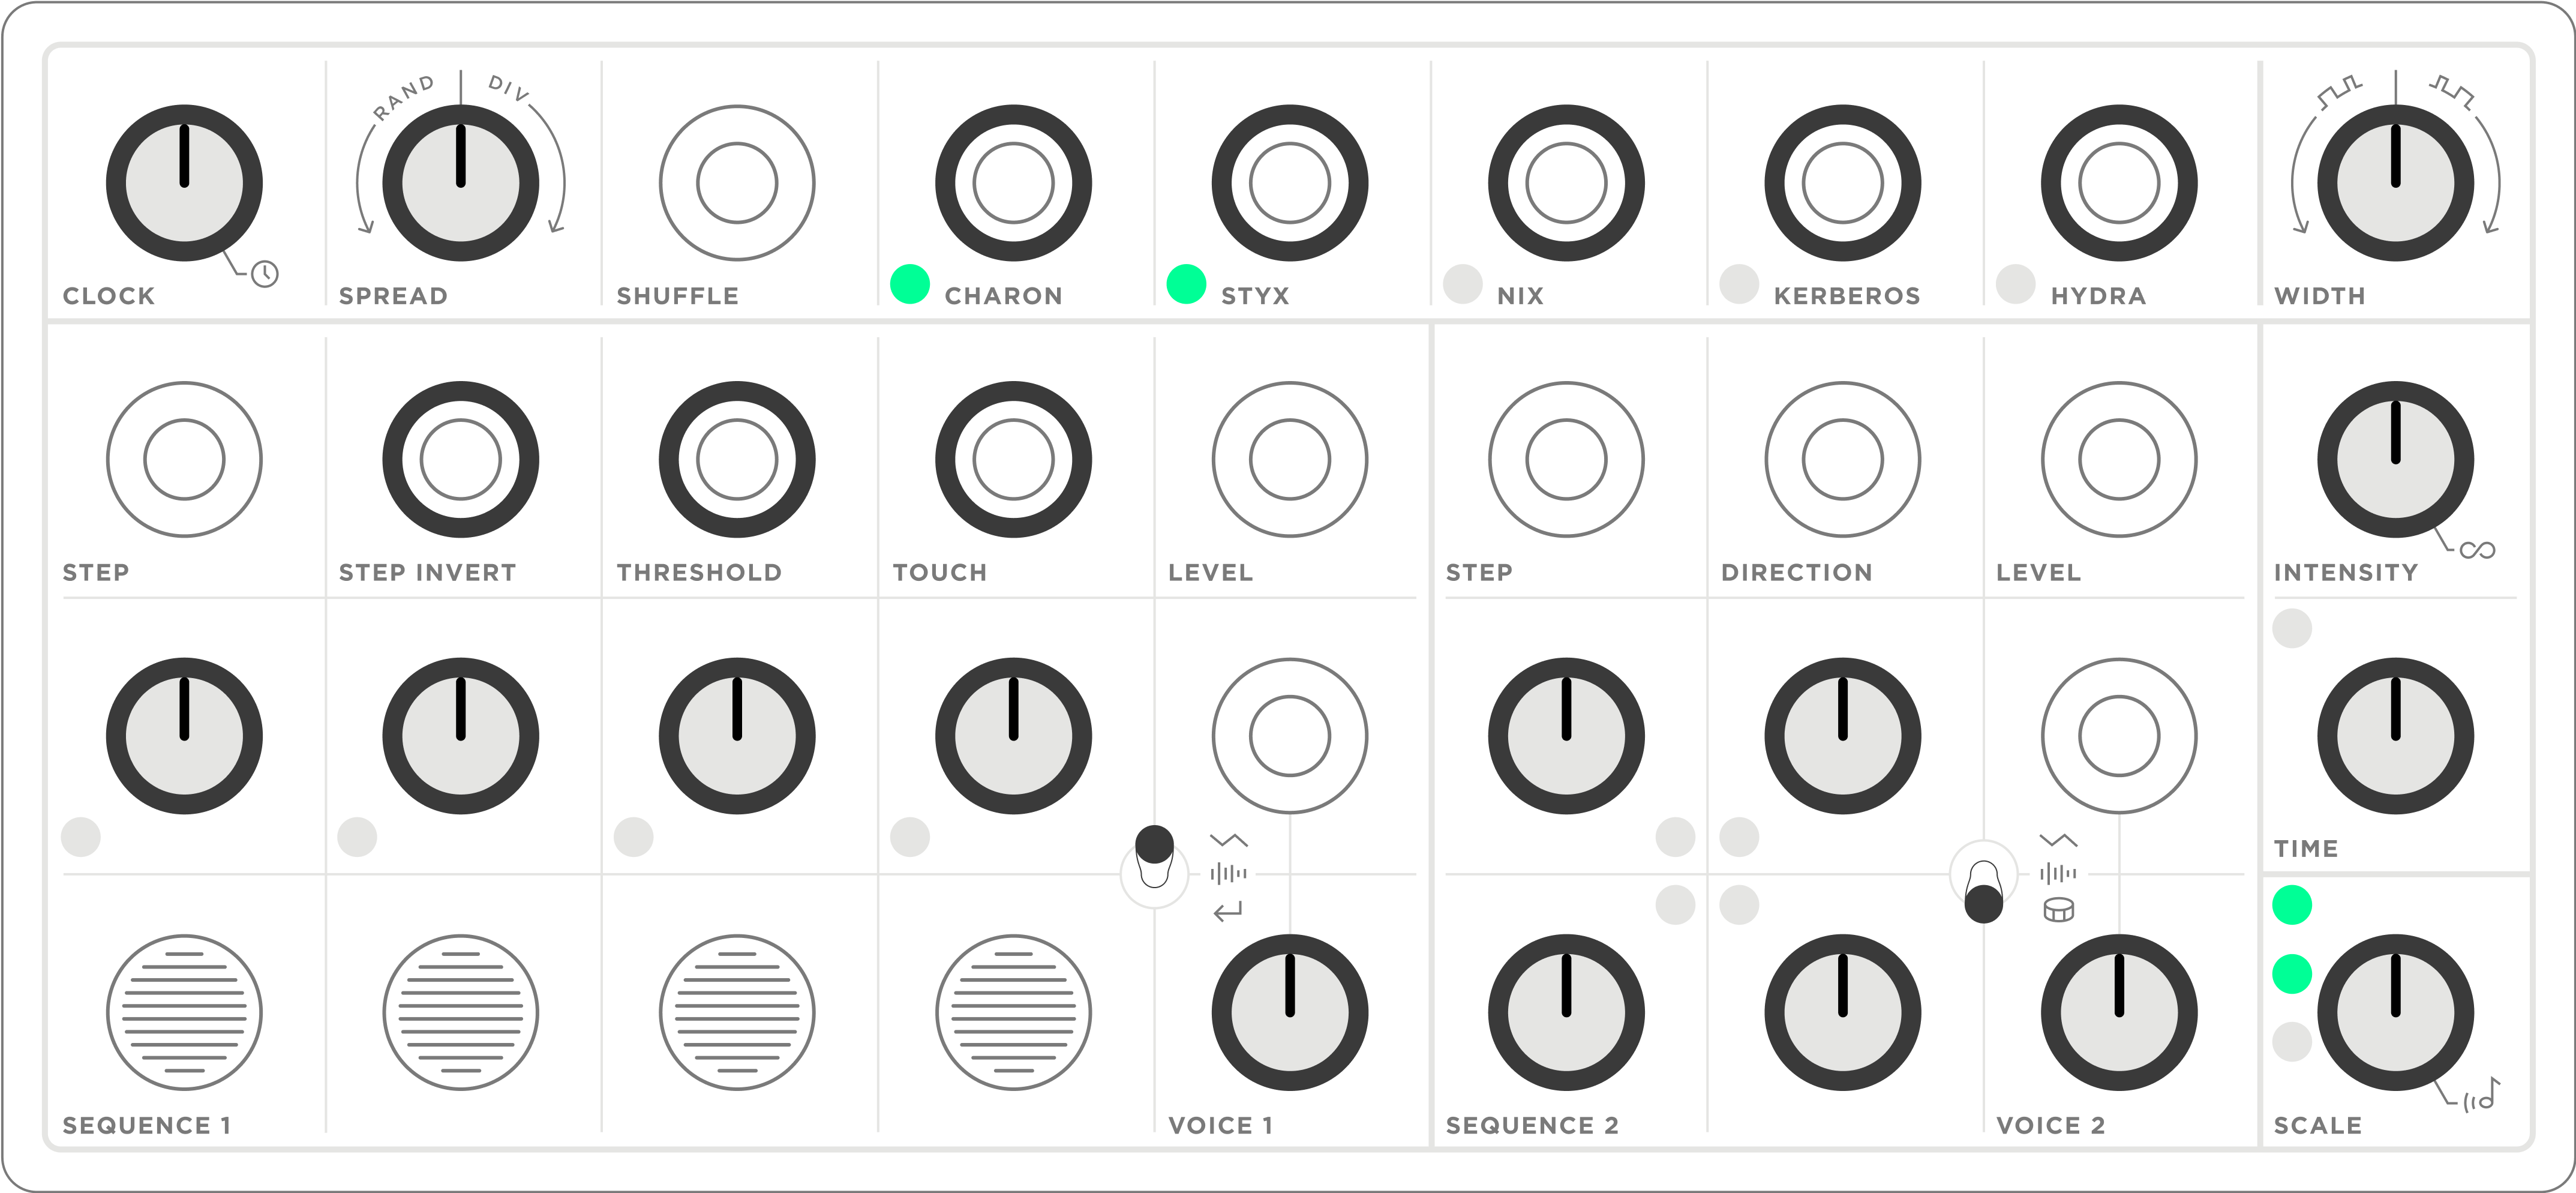 RAND
DIV
CLOCK
SPREAD
SHUFFLE
CHARON
STYX
NIX
KERBEROS
HYDRA
WIDTH
STEP
STEP INVERT
THRESHOLD
TOUCH
LEVEL
STEP
DIRECTION
LEVEL
INTENSITY
TIME
SEQUENCE 1
VOICE 1
SEQUENCE 2
VOICE 2
SCALE